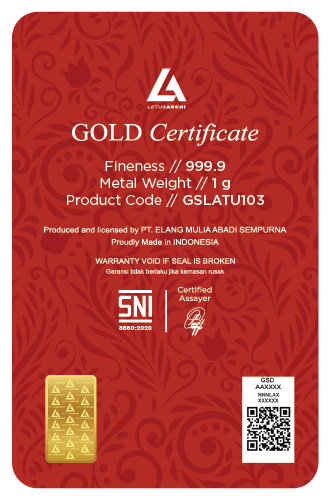 LOTUSARCHI
GOLD Certificate
Fineness // 999.9
Metal Weight // 1 g
Product Code // GSLATU103
Produced and licensed by PT. ELANG MULIA ABADI SEMPURNA
Proudly Made in INDONESIA
WARRANTY VOID IF SEAL IS BROKEN
Garansi tidak berlaku jika kemasan rusak
SNI
8880:2020
Certified
Assayer
GSD
AAXXXX
NNNLAX
XXXXXX